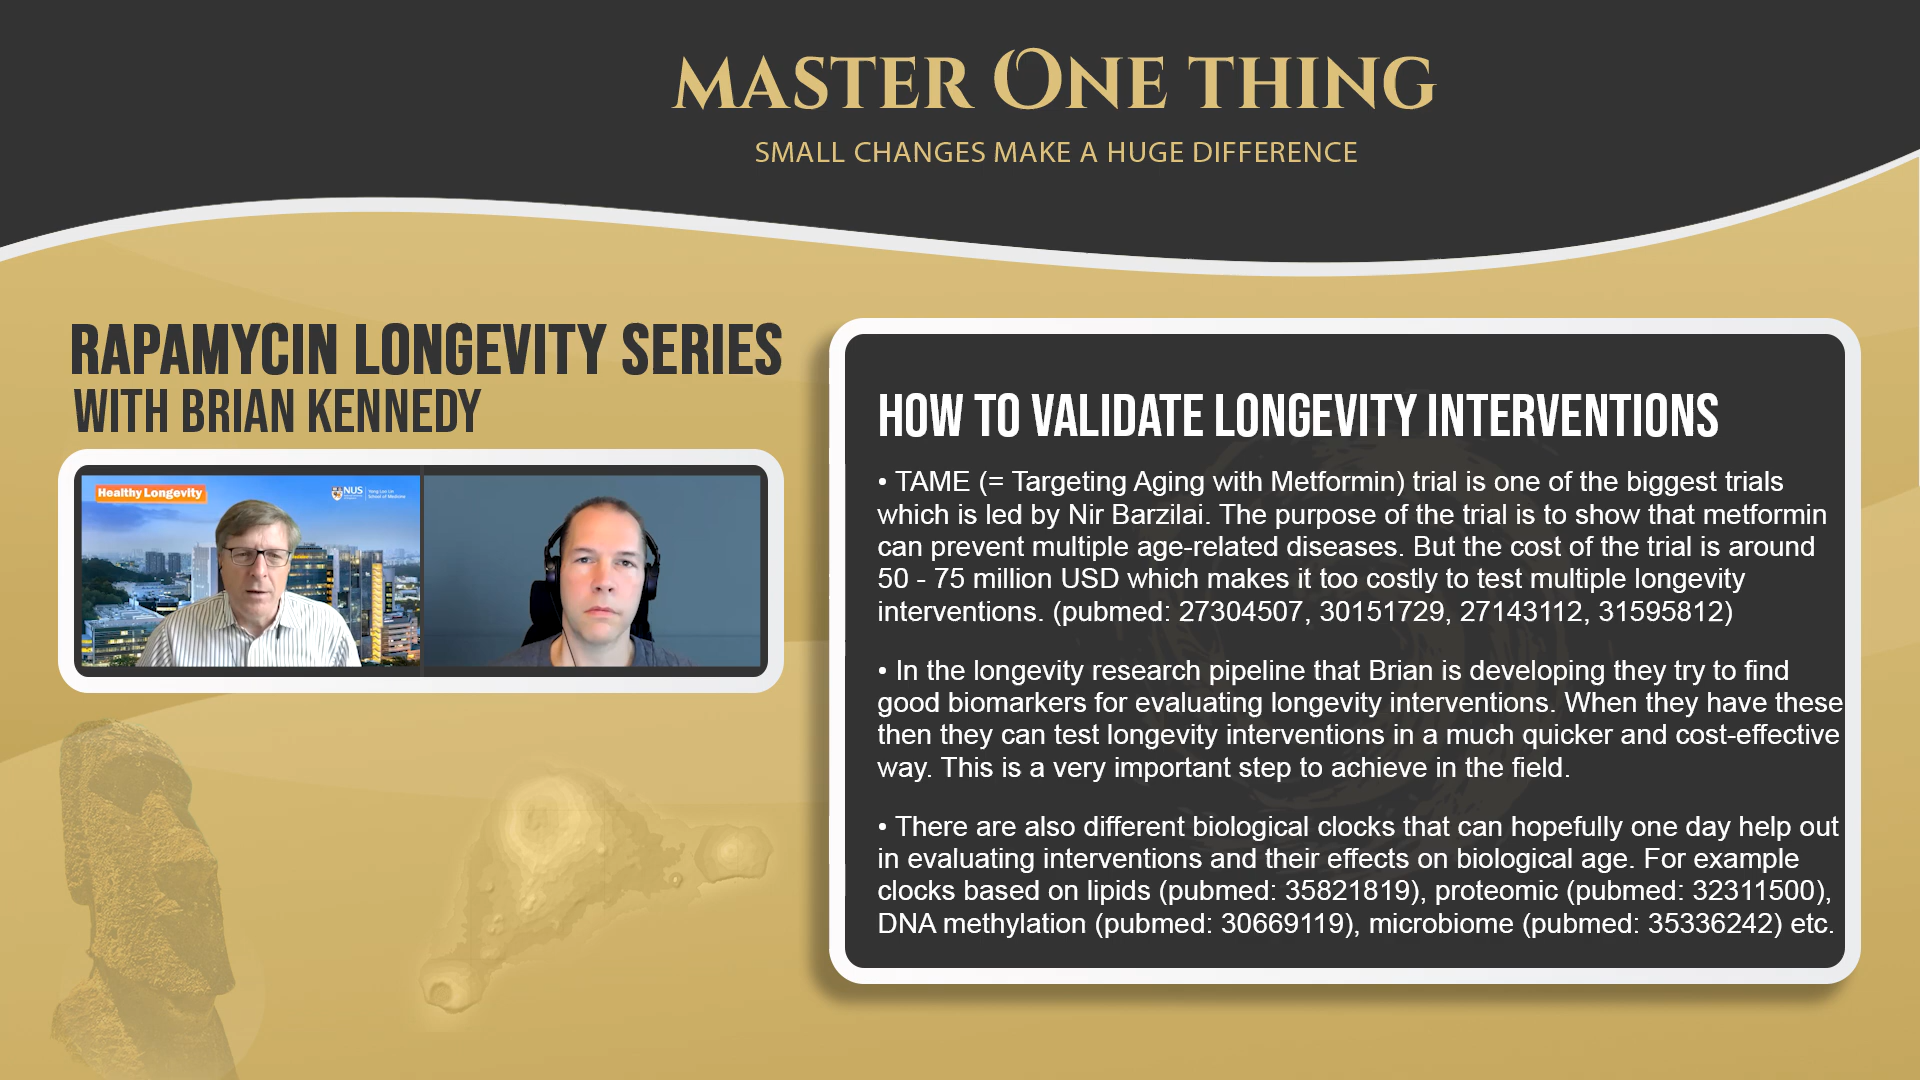 MASTER ONE THING
SMALL CHANGES MAKE A HUGE DIFFERENCE
RAPAMYCIN LONGEVITY SERIES
WITH BRIAN KENNEDY
Healthy Longevity
NUS
Yong Loo Lin
School of Medicine
HOW TO VALIDATE LONGEVITY INTERVENTIONS
• TAME (= Targeting Aging with Metformin) trial is one of the biggest trials
which is led by Nir Barzilai. The purpose of the trial is to show that metformin
can prevent multiple age-related diseases. But the cost of the trial is around
50 - 75 million USD which makes it too costly to test multiple longevity
interventions. (pubmed: 27304507, 30151729, 27143112, 31595812)
• In the longevity research pipeline that Brian is developing they try to find
good biomarkers for evaluating longevity interventions. When they have these
then they can test longevity interventions in a much quicker and cost-effective
way. This is a very important step to achieve in the field.
• There are also different biological clocks that can hopefully one day help out
in evaluating interventions and their effects on biological age. For example
clocks based on lipids (pubmed: 35821819), proteomic (pubmed: 32311500),
DNA methylation (pubmed: 30669119), microbiome (pubmed: 35336242) etc.